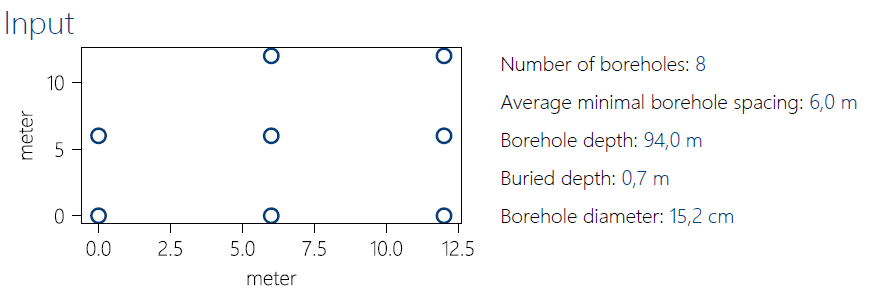 Input
10
5
0
meter
0.0 2.5 5.0 7.5 10.0 12.5
meter
Number of boreholes: 8
Average minimal borehole spacing: 6,0 m
Borehole depth: 94,0 m
Buried depth: 0,7 m
Borehole diameter: 15,2 cm